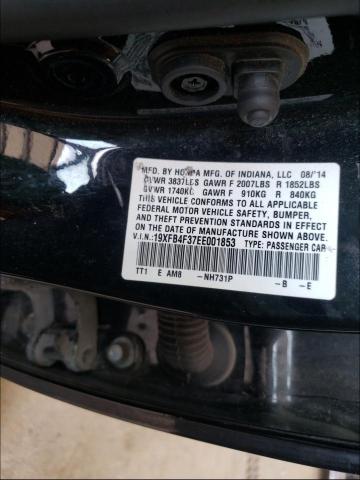 MFD. BY HONDA MFG OF INDIANA, LLC 08/14
GVWR 3837LBS GAWR F 2007LBS R 1852LBS
GVWR 1740KG GAWR F 910KG R 840KG
THIS VEHICLE CONFORMS TO ALL APPLICABLE
FEDERAL MOTOR VEHICLE SAFETY, BUMPER,
AND THEFT PREVENTION STANDARDS IN EFFECT
ON THE DATE OF MANUFACTURE SHOWN ABOVE.
V.I.N.:19XFB4F37EE001853 TYPE: PASSENGER CAR
TT1 E AM8 -NH731P -B -E